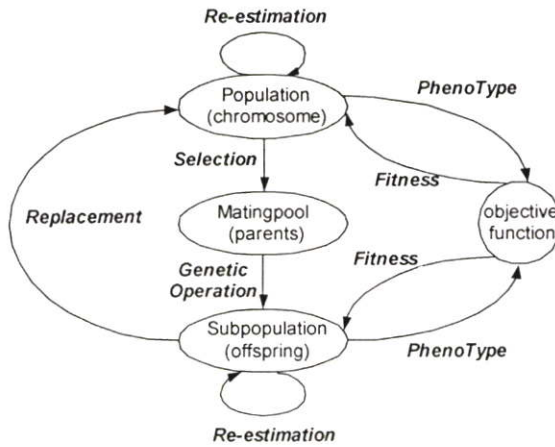 Re-estimation
Population
(chromosome)
PhenoType
Selection
Fitness
Replacement
Matingpool
(parents)
objective
function
Genetic
Operation
Fitness
Subpopulation
(offspring)
PhenoType
Re-estimation